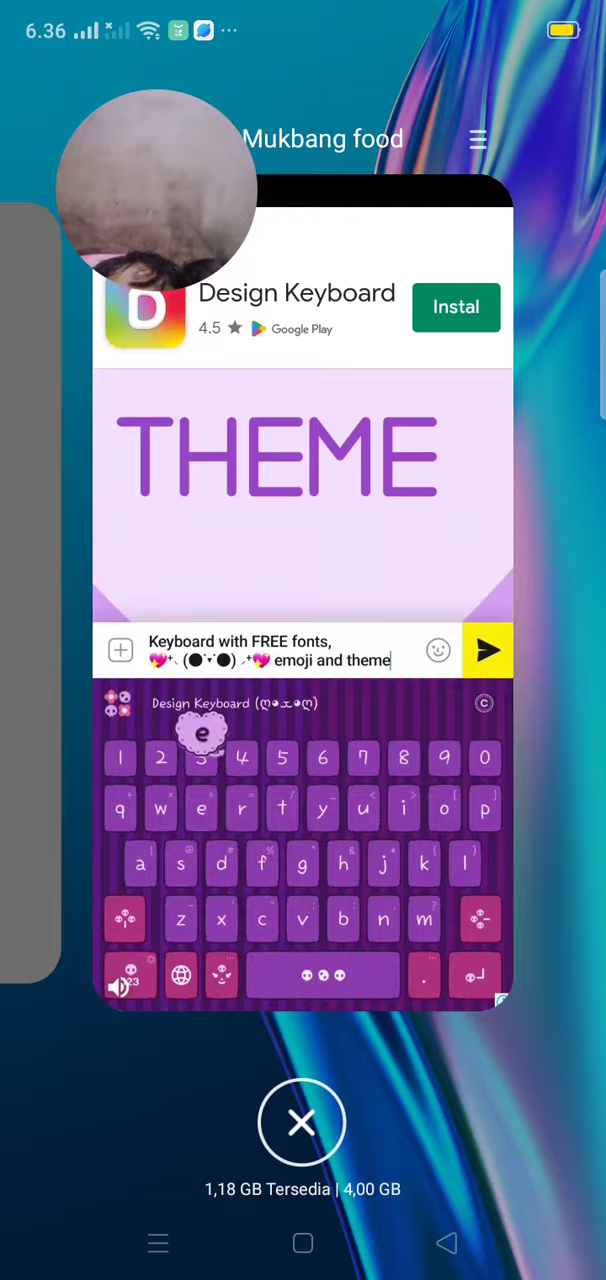 6.36
Mukbang food
D
Design Keyboard
4.5 ★ Google Play
Instal
THEME
Keyboard with FREE fonts,
💖⁺⸜(●˙▾˙●)⸝⁺💖 emoji and theme
Design Keyboard (ღ•ㅗ•ღ)
©
e
1 2 3 4 5 6 7 8 9 0
q w e r t y u i o p
a s d f g h j k l
z x c v b n m
123 .
1,18 GB Tersedia | 4,00 GB